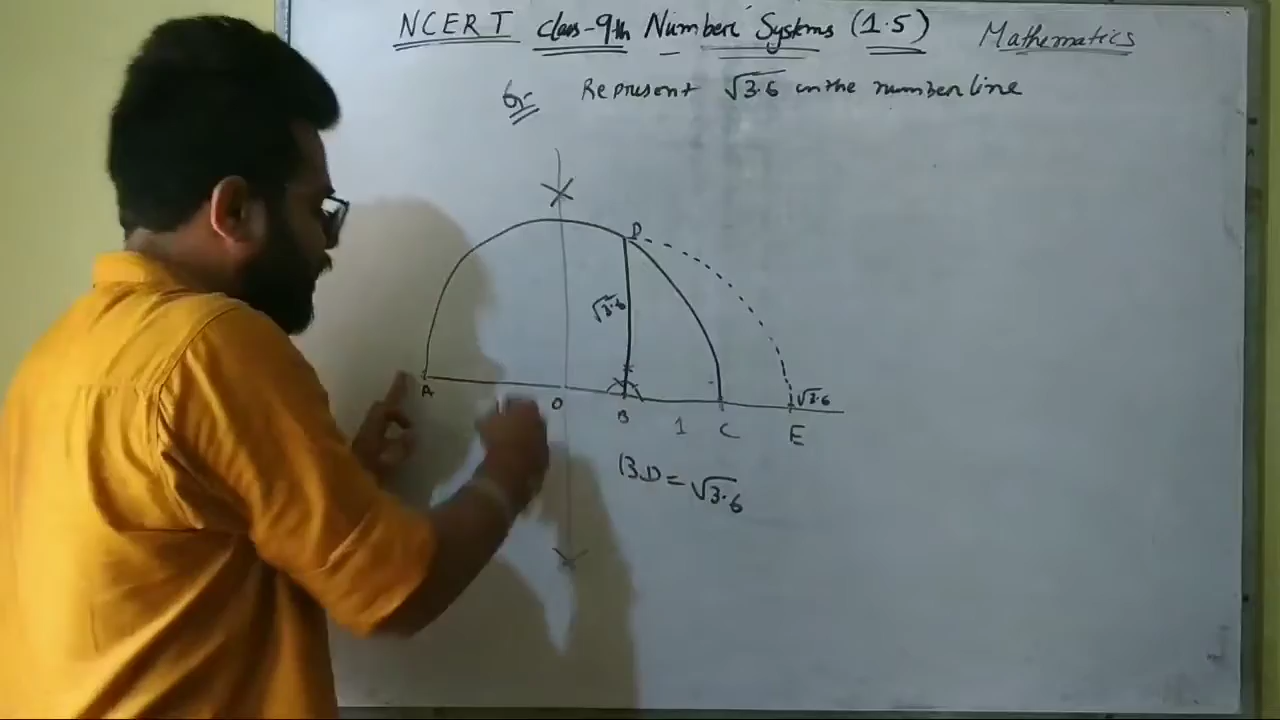 NCERT Class-9th Number Systems (1.5) Mathematics
Ex:- Represent √3.6 on the number line
D
√3.6
A O B 1 C E √3.6
BD = √3.6